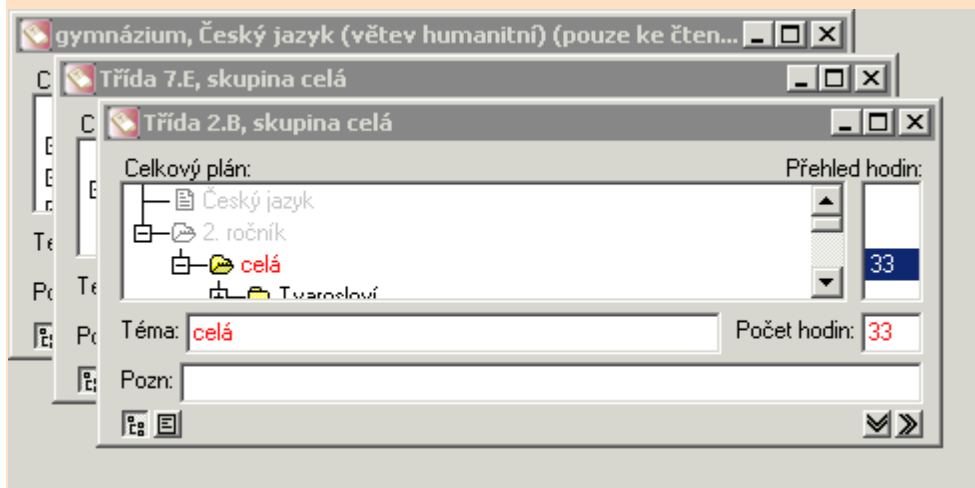 gymnázium, Český jazyk (větev humanitní) (pouze ke čten...
Třída 7.E, skupina celá
Třída 2.B, skupina celá
Celkový plán: Přehled hodin:
Český jazyk
2. ročník
celá 33
Tvarosloví
Téma: celá Počet hodin: 33
Pozn: